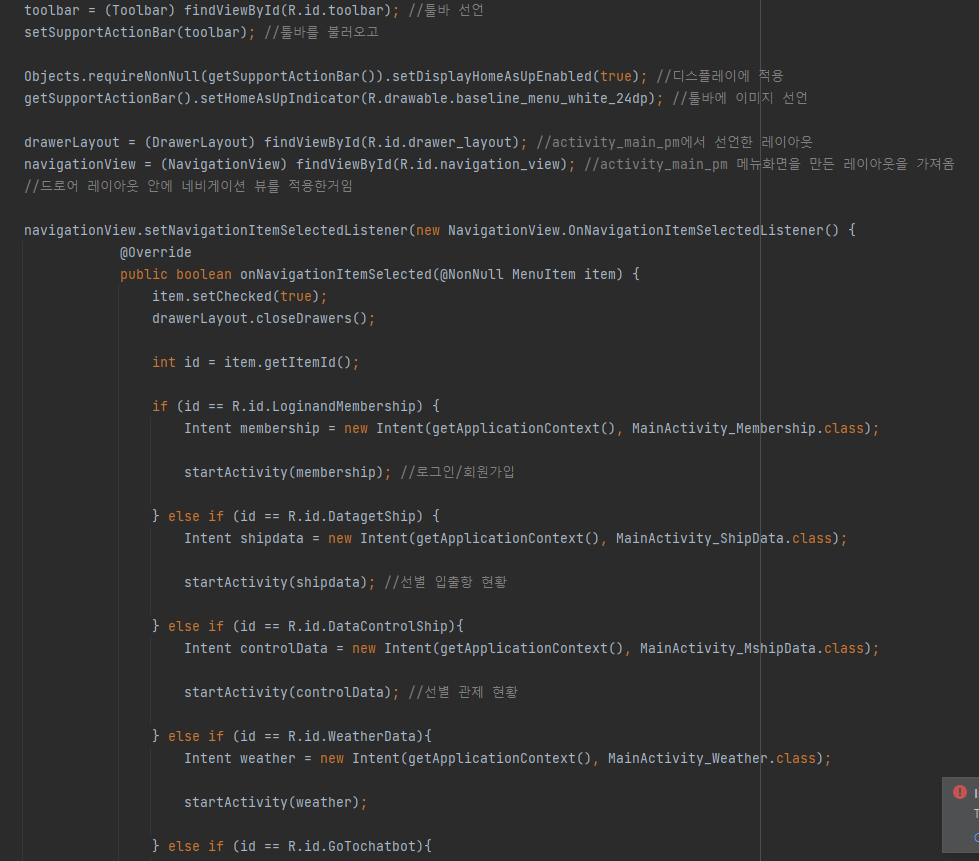 toolbar = (Toolbar) findViewById(R.id.toolbar); //툴바 선언
setSupportActionBar(toolbar); //툴바를 불러오고
Objects.requireNonNull(getSupportActionBar()).setDisplayHomeAsUpEnabled(true); //디스플레이에 적용
getSupportActionBar().setHomeAsUpIndicator(R.drawable.baseline_menu_white_24dp); //툴바에 이미지 선언
drawerLayout = (DrawerLayout) findViewById(R.id.drawer_layout); //activity_main_pm에서 선언한 레이아웃
navigationView = (NavigationView) findViewById(R.id.navigation_view); //activity_main_pm 메뉴화면을 만든 레이아웃을 가져옴
//드로어 레이아웃 안에 네비게이션 뷰를 적용한거임
navigationView.setNavigationItemSelectedListener(new NavigationView.OnNavigationItemSelectedListener() {
@Override
public boolean onNavigationItemSelected(@NonNull MenuItem item) {
item.setChecked(true);
drawerLayout.closeDrawers();
int id = item.getItemId();
if (id == R.id.LoginandMembership) {
Intent membership = new Intent(getApplicationContext(), MainActivity_Membership.class);
startActivity(membership); //로그인/회원가입
} else if (id == R.id.DatagetShip) {
Intent shipdata = new Intent(getApplicationContext(), MainActivity_ShipData.class);
startActivity(shipdata); //선별 입출항 현황
} else if (id == R.id.DataControlShip){
Intent controlData = new Intent(getApplicationContext(), MainActivity_MshipData.class);
startActivity(controlData); //선별 관제 현황
} else if (id == R.id.WeatherData){
Intent weather = new Intent(getApplicationContext(), MainActivity_Weather.class);
startActivity(weather);
} else if (id == R.id.GoTochatbot){